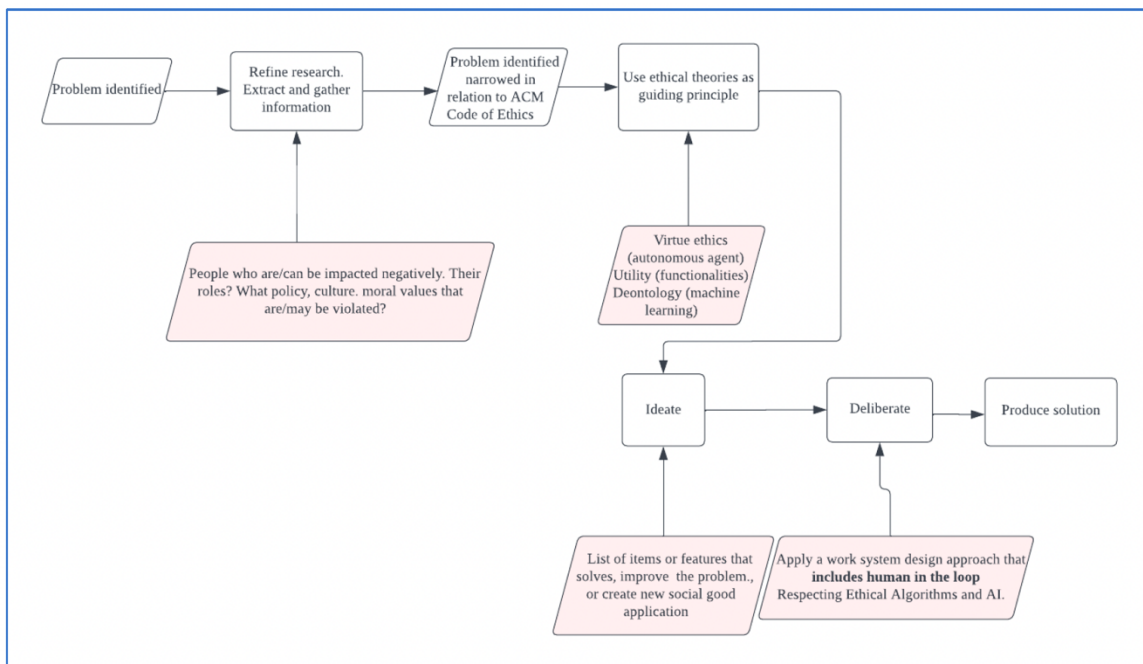 Problem identified
Refine research.
Extract and gather
information
Problem identified
narrowed in
relation to ACM
Code of Ethics
Use ethical theories as
guiding principle
People who are/can be impacted negatively. Their
roles? What policy, culture. moral values that
are/may be violated?
Virtue ethics
(autonomous agent)
Utility (functionalities)
Deontology (machine
learning)
Ideate
Deliberate
Produce solution
List of items or features that
solves, improve the problem.,
or create new social good
application
Apply a work system design approach that
includes human in the loop
Respecting Ethical Algorithms and AI.